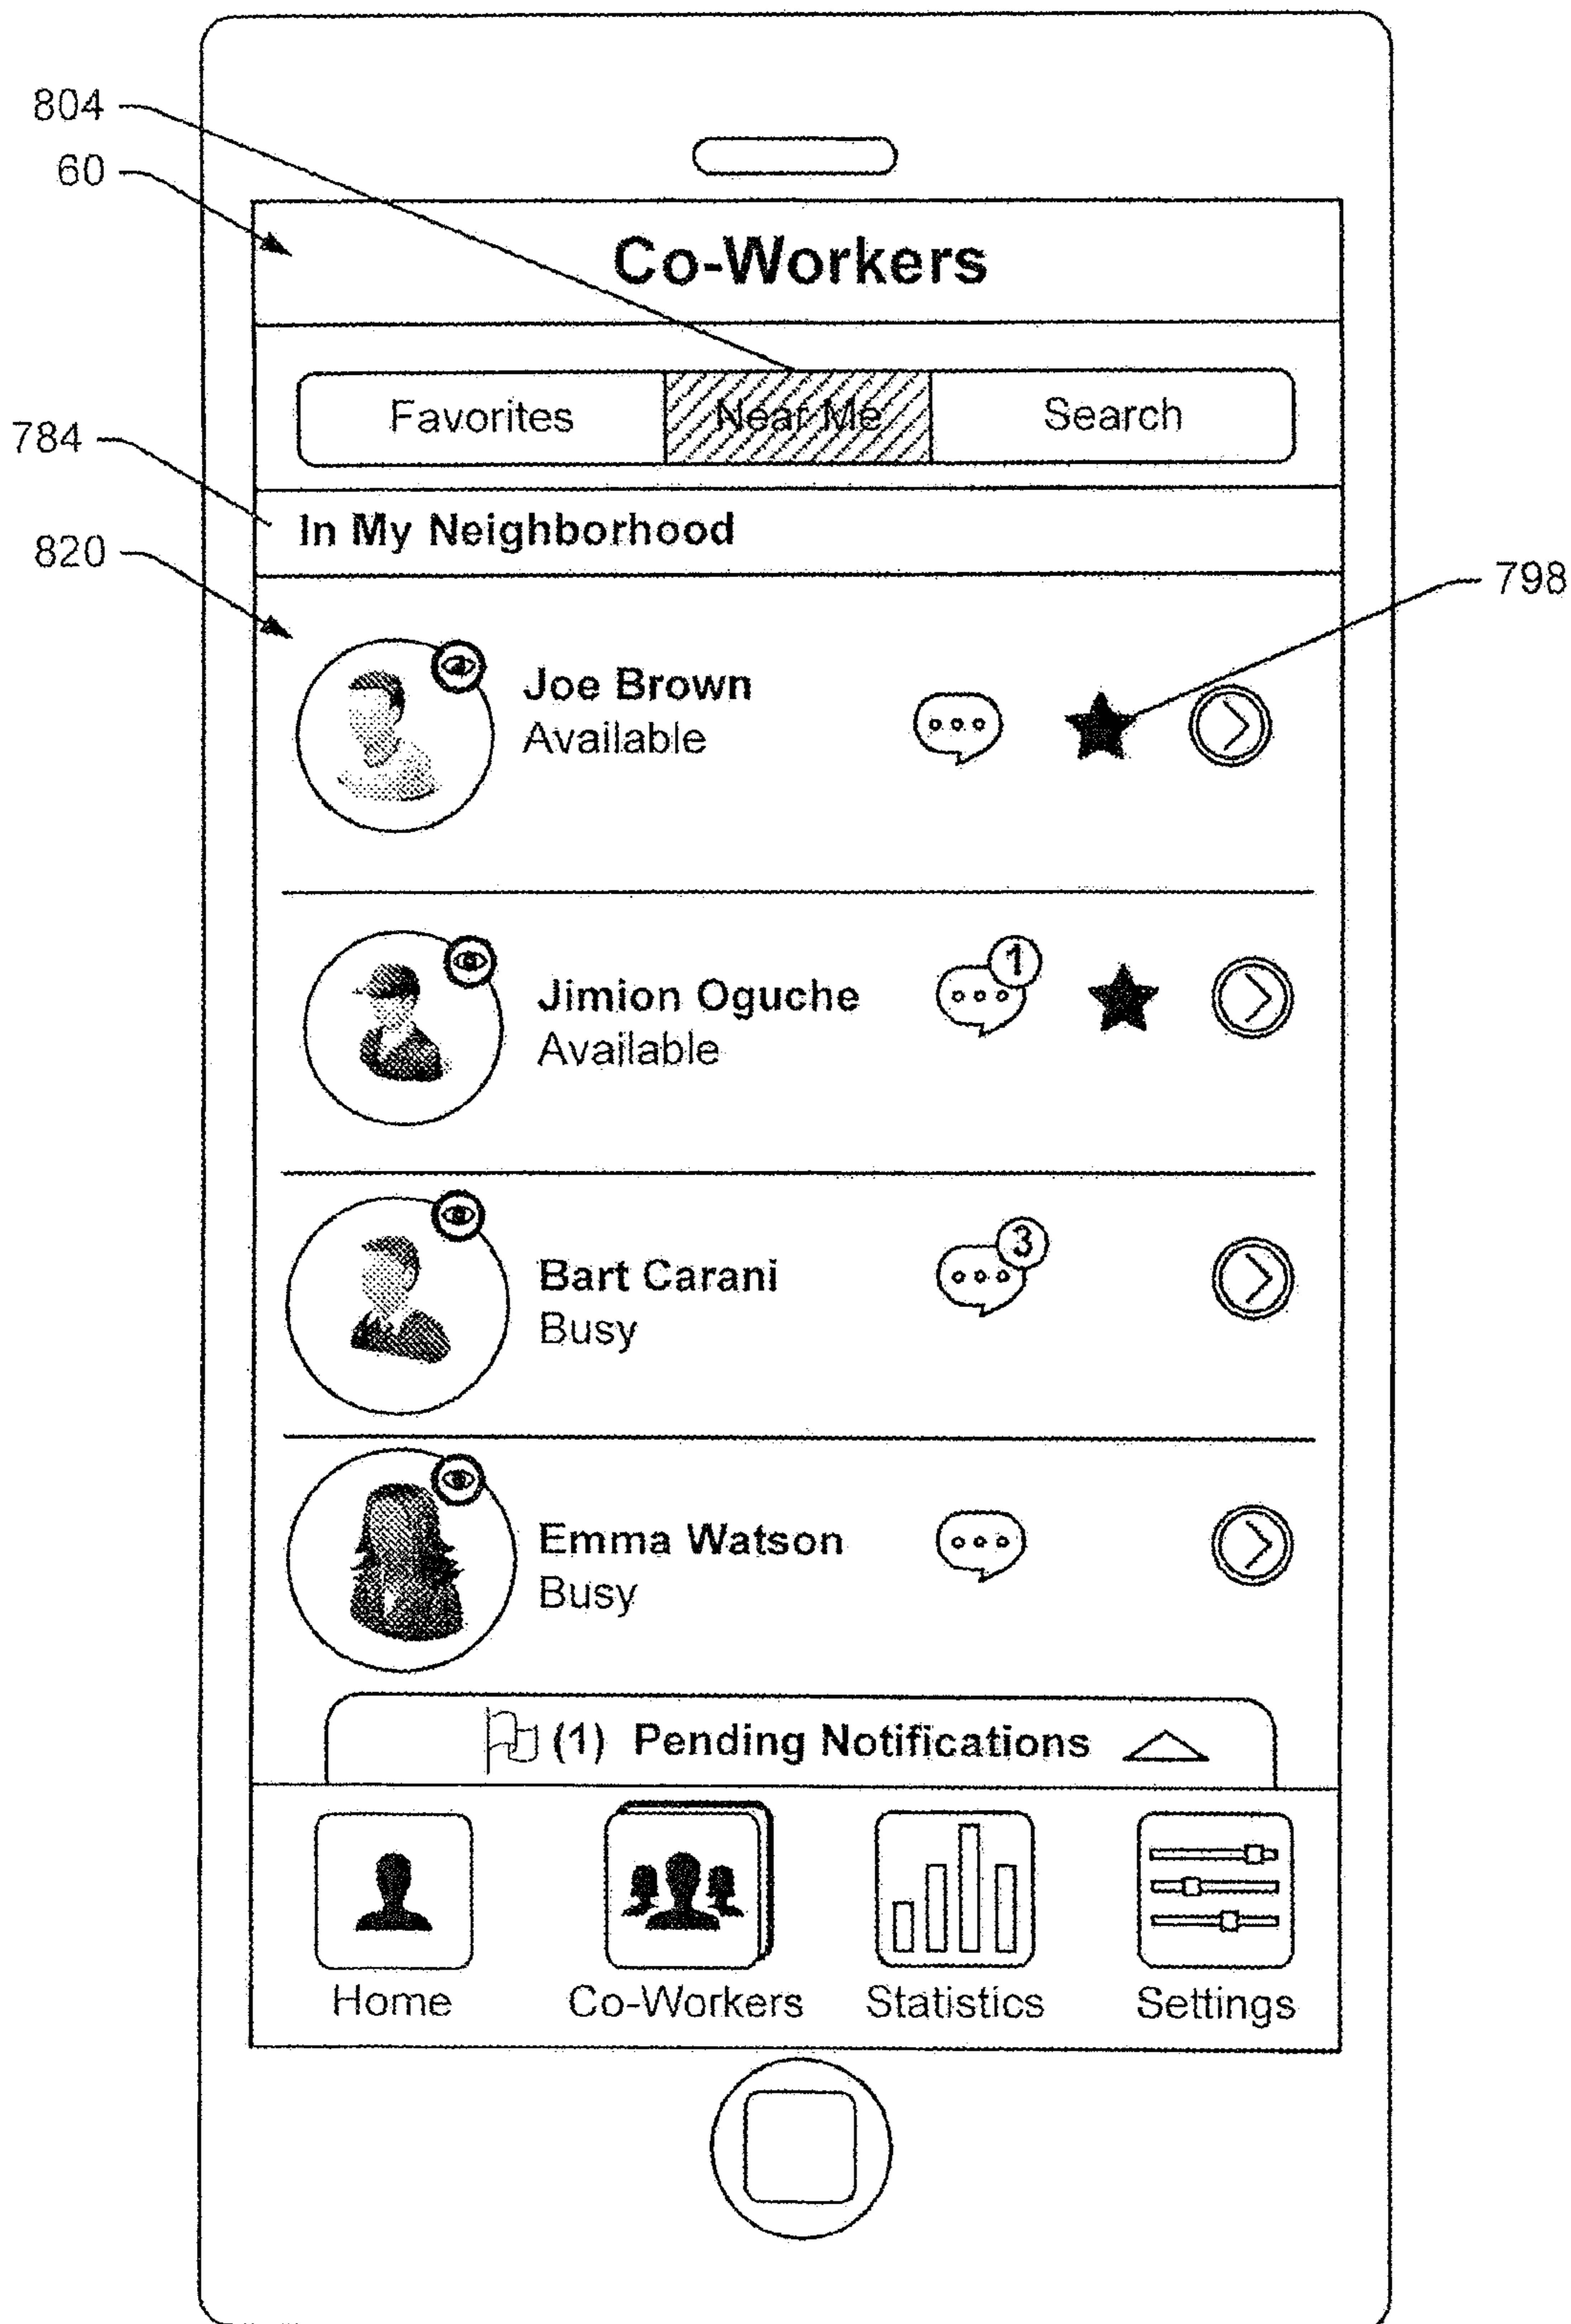 804
60
Co-Workers
Favorites Near Me Search
784
In My Neighborhood
820
798
Joe Brown
Available
1
Jimion Oguche
Available
3
Bart Carani
Busy
Emma Watson
Busy
(1) Pending Notifications
Home Co-Workers Statistics Settings